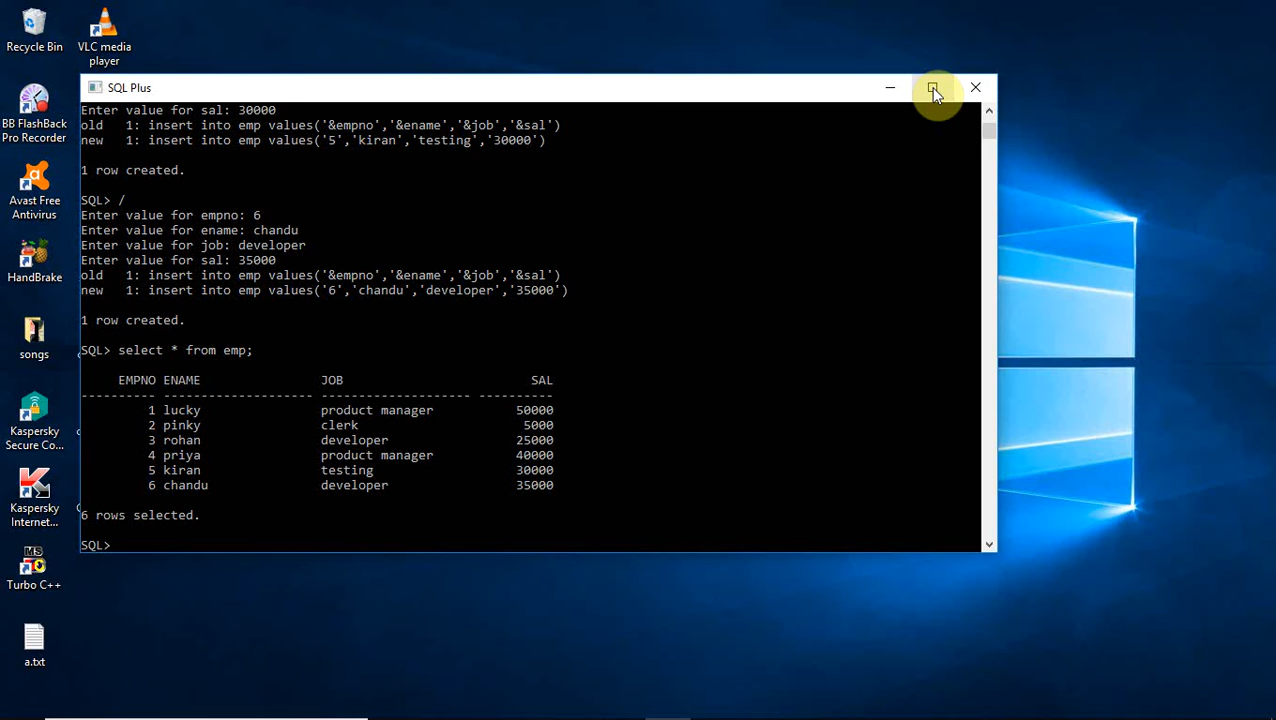 Recycle Bin
VLC media
player
BB FlashBack
Pro Recorder
Avast Free
Antivirus
HandBrake
songs
Kaspersky
Secure Co...
Kaspersky
Internet...
MS
Turbo C++
a.txt
SQL Plus
Enter value for sal: 30000
old   1: insert into emp values('&empno','&ename','&job','&sal')
new   1: insert into emp values('5','kiran','testing','30000')
1 row created.
SQL> /
Enter value for empno: 6
Enter value for ename: chandu
Enter value for job: developer
Enter value for sal: 35000
old   1: insert into emp values('&empno','&ename','&job','&sal')
new   1: insert into emp values('6','chandu','developer','35000')
1 row created.
SQL> select * from emp;
EMPNO ENAME                JOB                         SAL
---------- -------------------- -------------------- ----------
1 lucky                product manager           50000
2 pinky                clerk                      5000
3 rohan                developer                 25000
4 priya                product manager           40000
5 kiran                testing                   30000
6 chandu               developer                 35000
6 rows selected.
SQL>